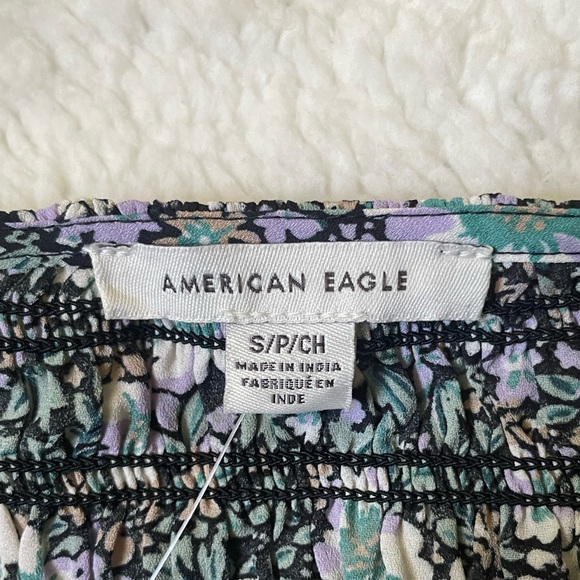 AMERICAN EAGLE
S/P/CH
MADE IN INDIA
FABRIQUÉ EN
INDE